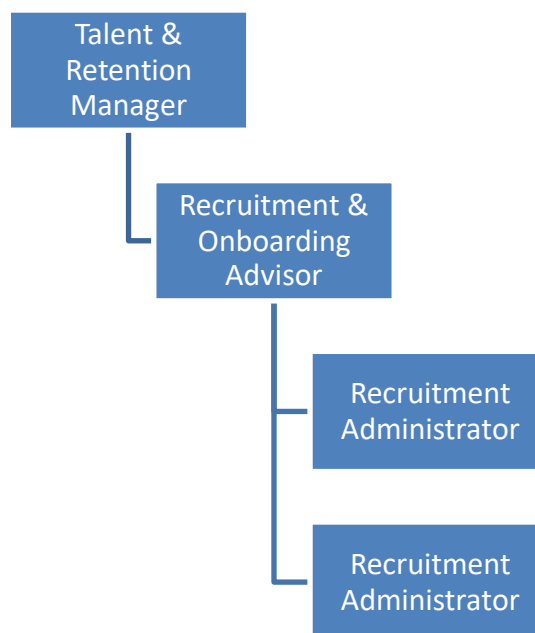 Talent &
Retention
Manager
Recruitment &
Onboarding
Advisor
Recruitment
Administrator
Recruitment
Administrator